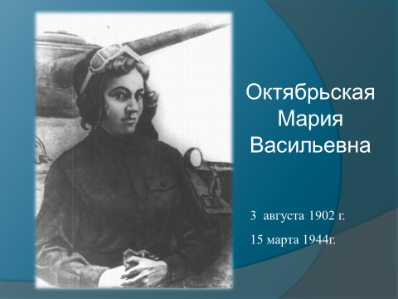 Октябрьская
Мария
Васильевна
3 августа 1902 г.
15 марта 1944г.